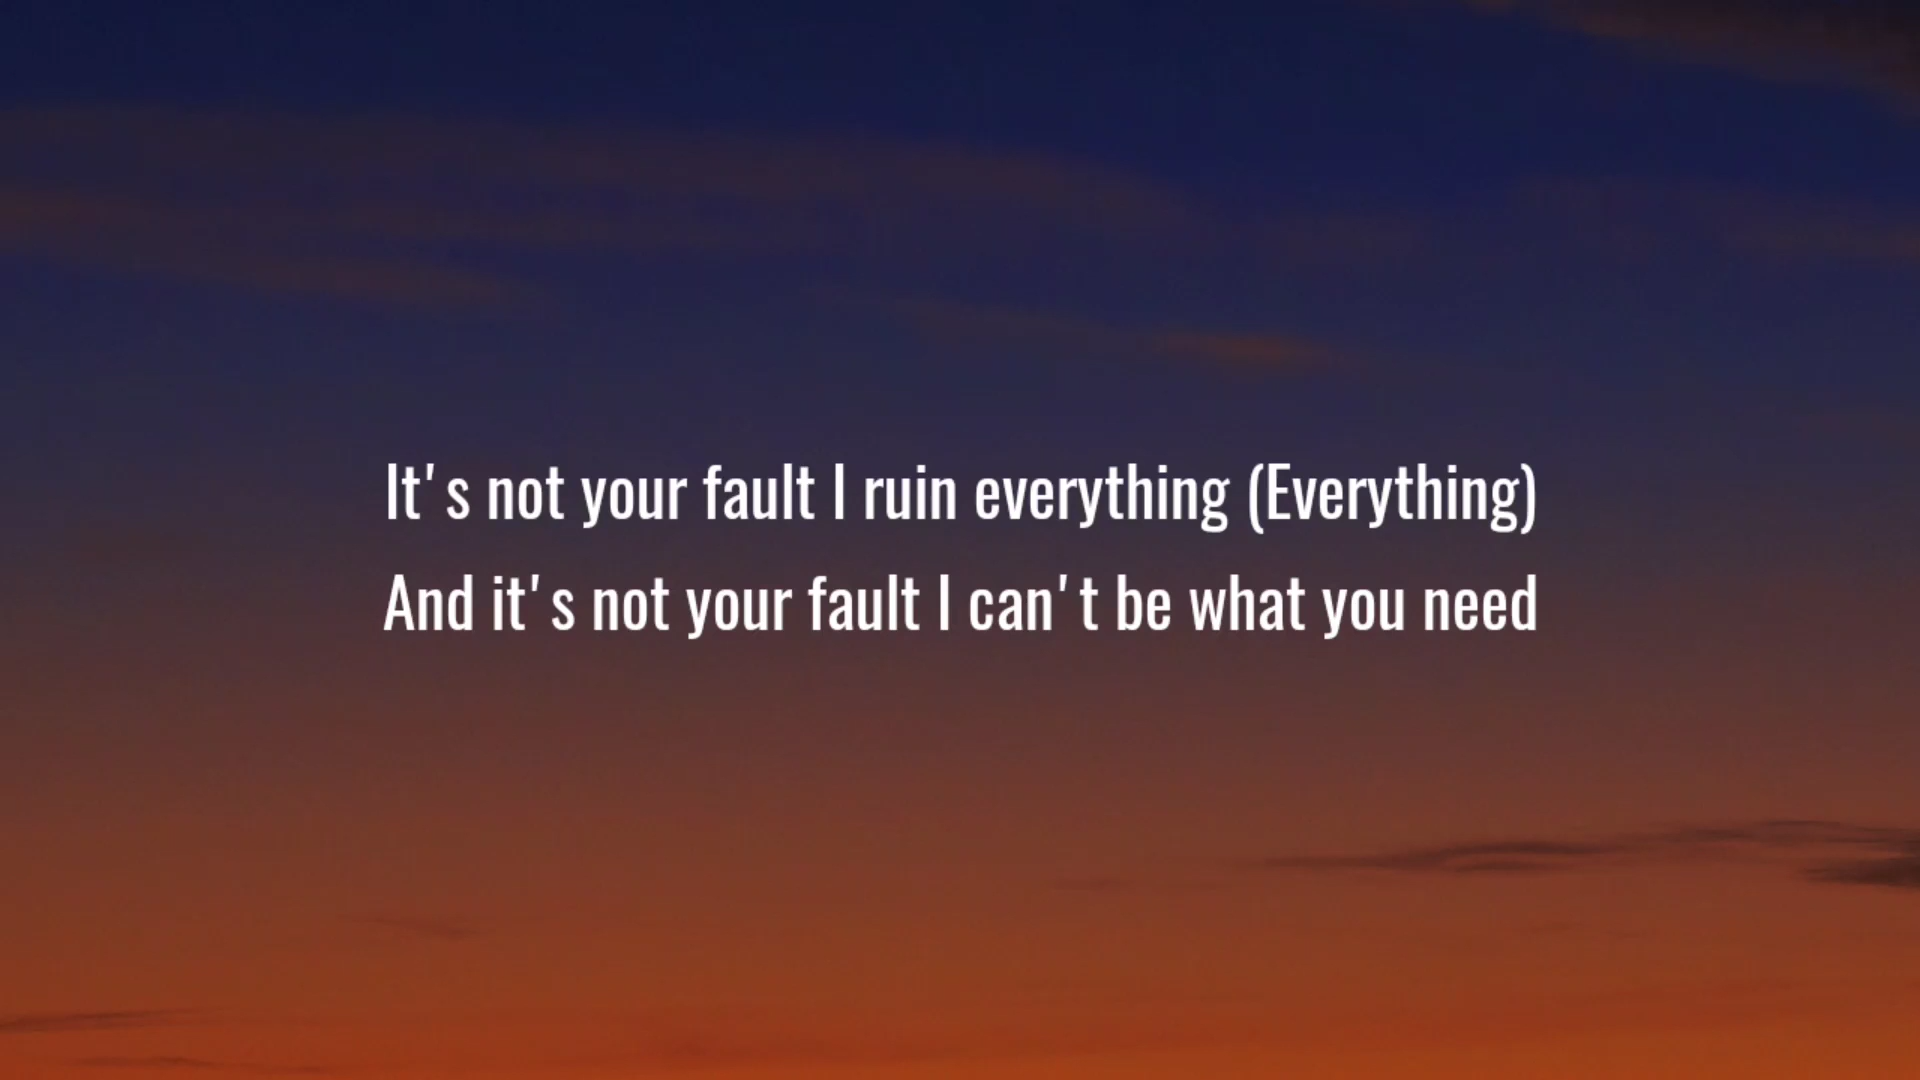 It's not your fault I ruin everything (Everything)
And it's not your fault I can't be what you need